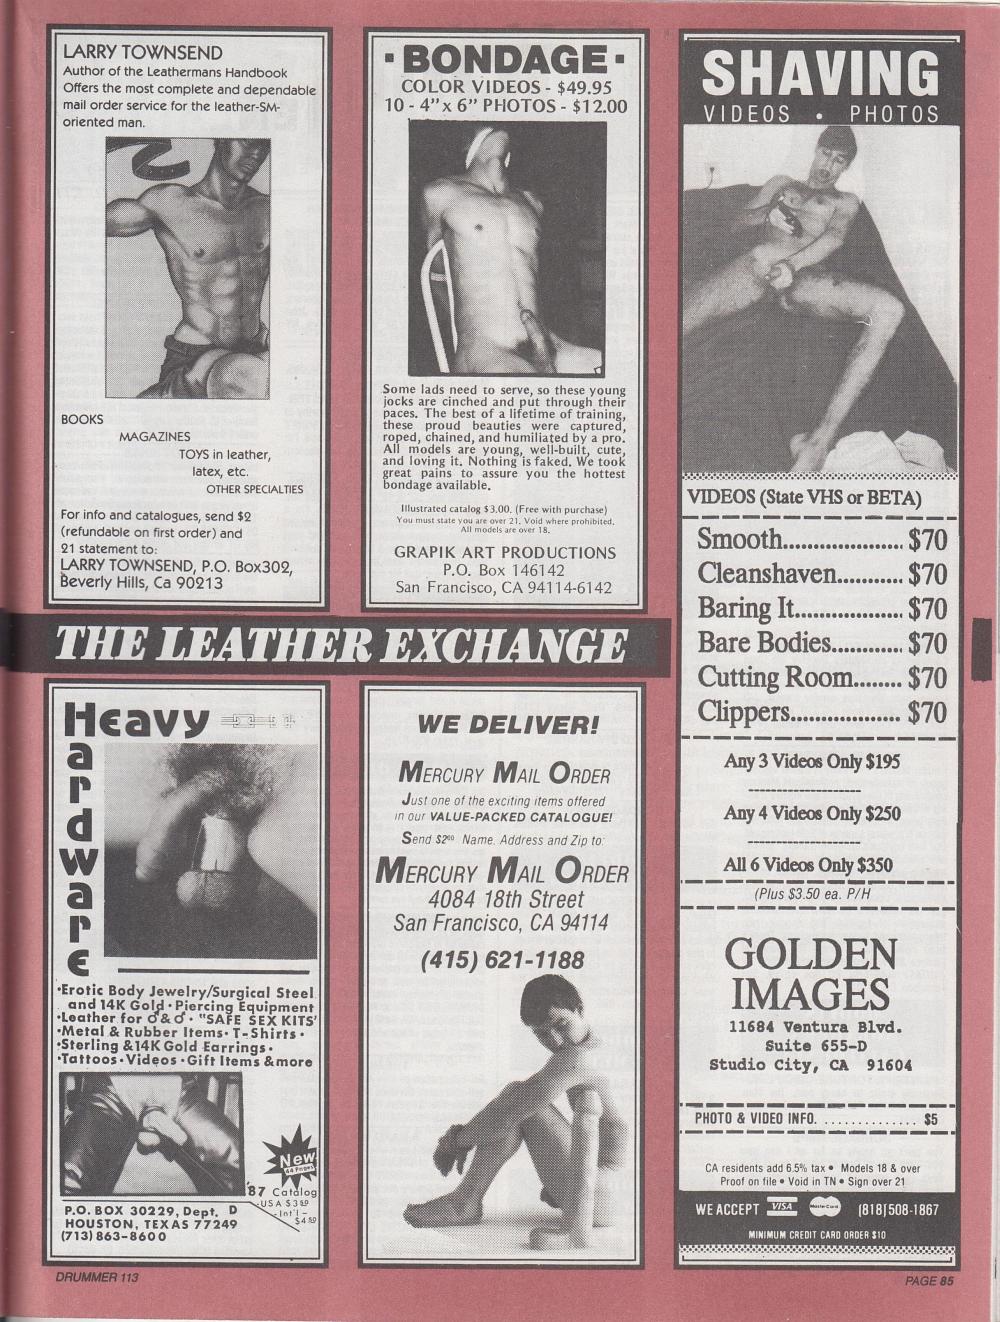 LARRY TOWNSEND
Author of the Leathermans Handbook
Offers the most complete and dependable
mail order service for the leather-SM-
oriented man.
BOOKS
MAGAZINES
TOYS in leather,
latex, etc.
OTHER SPECIALTIES
For info and catalogues, send $2
(refundable on first order) and
21 statement to:
LARRY TOWNSEND, P.O. Box302,
Beverly Hills, Ca 90213
·BONDAGE·
COLOR VIDEOS - $49.95
10 - 4" x 6" PHOTOS - $12.00
Some lads need to serve, so these young
jocks are cinched and put through their
paces. The best of a lifetime of training,
these proud beauties were captured,
roped, chained, and humiliated by a pro.
All models are young, well-built, cute,
and loving it. Nothing is faked. We took
great pains to assure you the hottest
bondage available.
Illustrated catalog $3.00. (Free with purchase)
You must state you are over 21. Void where prohibited.
All models are over 18.
GRAPIK ART PRODUCTIONS
P.O. Box 146142
San Francisco, CA 94114-6142
SHAVING
VIDEOS • PHOTOS
VIDEOS (State VHS or BETA)
Smooth.................... $70
Cleanshaven........... $70
Baring It.................. $70
Bare Bodies............ $70
Cutting Room........ $70
Clippers................... $70
Any 3 Videos Only $195
Any 4 Videos Only $250
All 6 Videos Only $350
(Plus $3.50 ea. P/H
GOLDEN
IMAGES
11684 Ventura Blvd.
Suite 655-D
Studio City, CA 91604
PHOTO & VIDEO INFO. .............. $5
CA residents add 6.5% tax • Models 18 & over
Proof on file • Void in TN • Sign over 21
WE ACCEPT VISA MasterCard (818)508-1867
MINIMUM CREDIT CARD ORDER $10
THE LEATHER EXCHANGE
Heavy
Hardware
·Erotic Body Jewelry/Surgical Steel
and 14K Gold·Piercing Equipment
·Leather for ♂&♂·"SAFE SEX KITS'
·Metal & Rubber Items·T-Shirts·
·Sterling &14K Gold Earrings·
·Tattoos·Videos·Gift Items &more
New
44 Pages
'87 Catalog
-USA $3.50
-Int'l-
$4.50
P.O. BOX 30229, Dept. D
HOUSTON, TEXAS 77249
(713)863-8600
WE DELIVER!
MERCURY MAIL ORDER
Just one of the exciting items offered
in our VALUE-PACKED CATALOGUE!
Send $2.00 Name, Address and Zip to:
MERCURY MAIL ORDER
4084 18th Street
San Francisco, CA 94114
(415) 621-1188
DRUMMER 113
PAGE 85